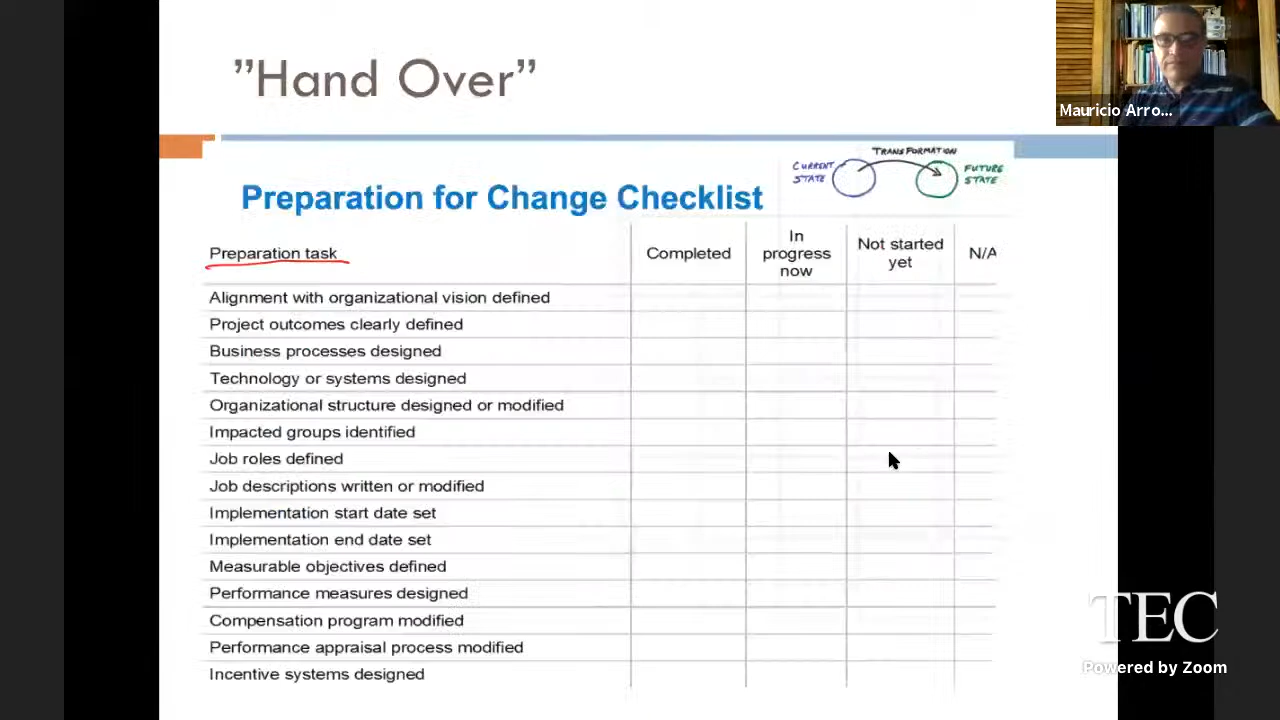 ”Hand Over”
Mauricio Arro...
TRANSFORMATION
CURRENT STATE
FUTURE STATE
Preparation for Change Checklist
Preparation task
Completed
In progress now
Not started yet
N/A
Alignment with organizational vision defined
Project outcomes clearly defined
Business processes designed
Technology or systems designed
Organizational structure designed or modified
Impacted groups identified
Job roles defined
Job descriptions written or modified
Implementation start date set
Implementation end date set
Measurable objectives defined
Performance measures designed
Compensation program modified
Performance appraisal process modified
Incentive systems designed
TEC
Powered by Zoom